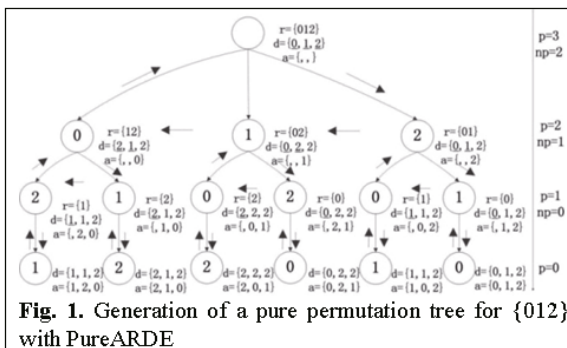 r={012}
d={0,1,2}
a={,,}
p=3
np=2
0
r={12}
d={2,1,2}
a={,,0}
1
r={02}
d={0,2,2}
a={,,1}
2
r={01}
d={0,1,2}
a={,,2}
p=2
np=1
2
r={1}
d={1,1,2}
a={,2,0}
1
r={2}
d={2,1,2}
a={,1,0}
0
r={2}
d={2,2,2}
a={,0,1}
2
r={0}
d={0,2,2}
a={,2,1}
0
r={1}
d={1,1,2}
a={,0,2}
1
r={0}
d={0,1,2}
a={,1,2}
p=1
np=0
1
d={1,1,2}
a={1,2,0}
2
d={2,1,2}
a={2,1,0}
2
d={2,2,2}
a={2,0,1}
0
d={0,2,2}
a={0,2,1}
1
d={1,1,2}
a={1,0,2}
0
d={0,1,2}
a={0,1,2}
p=0
Fig. 1. Generation of a pure permutation tree for {012}
with PureARDE